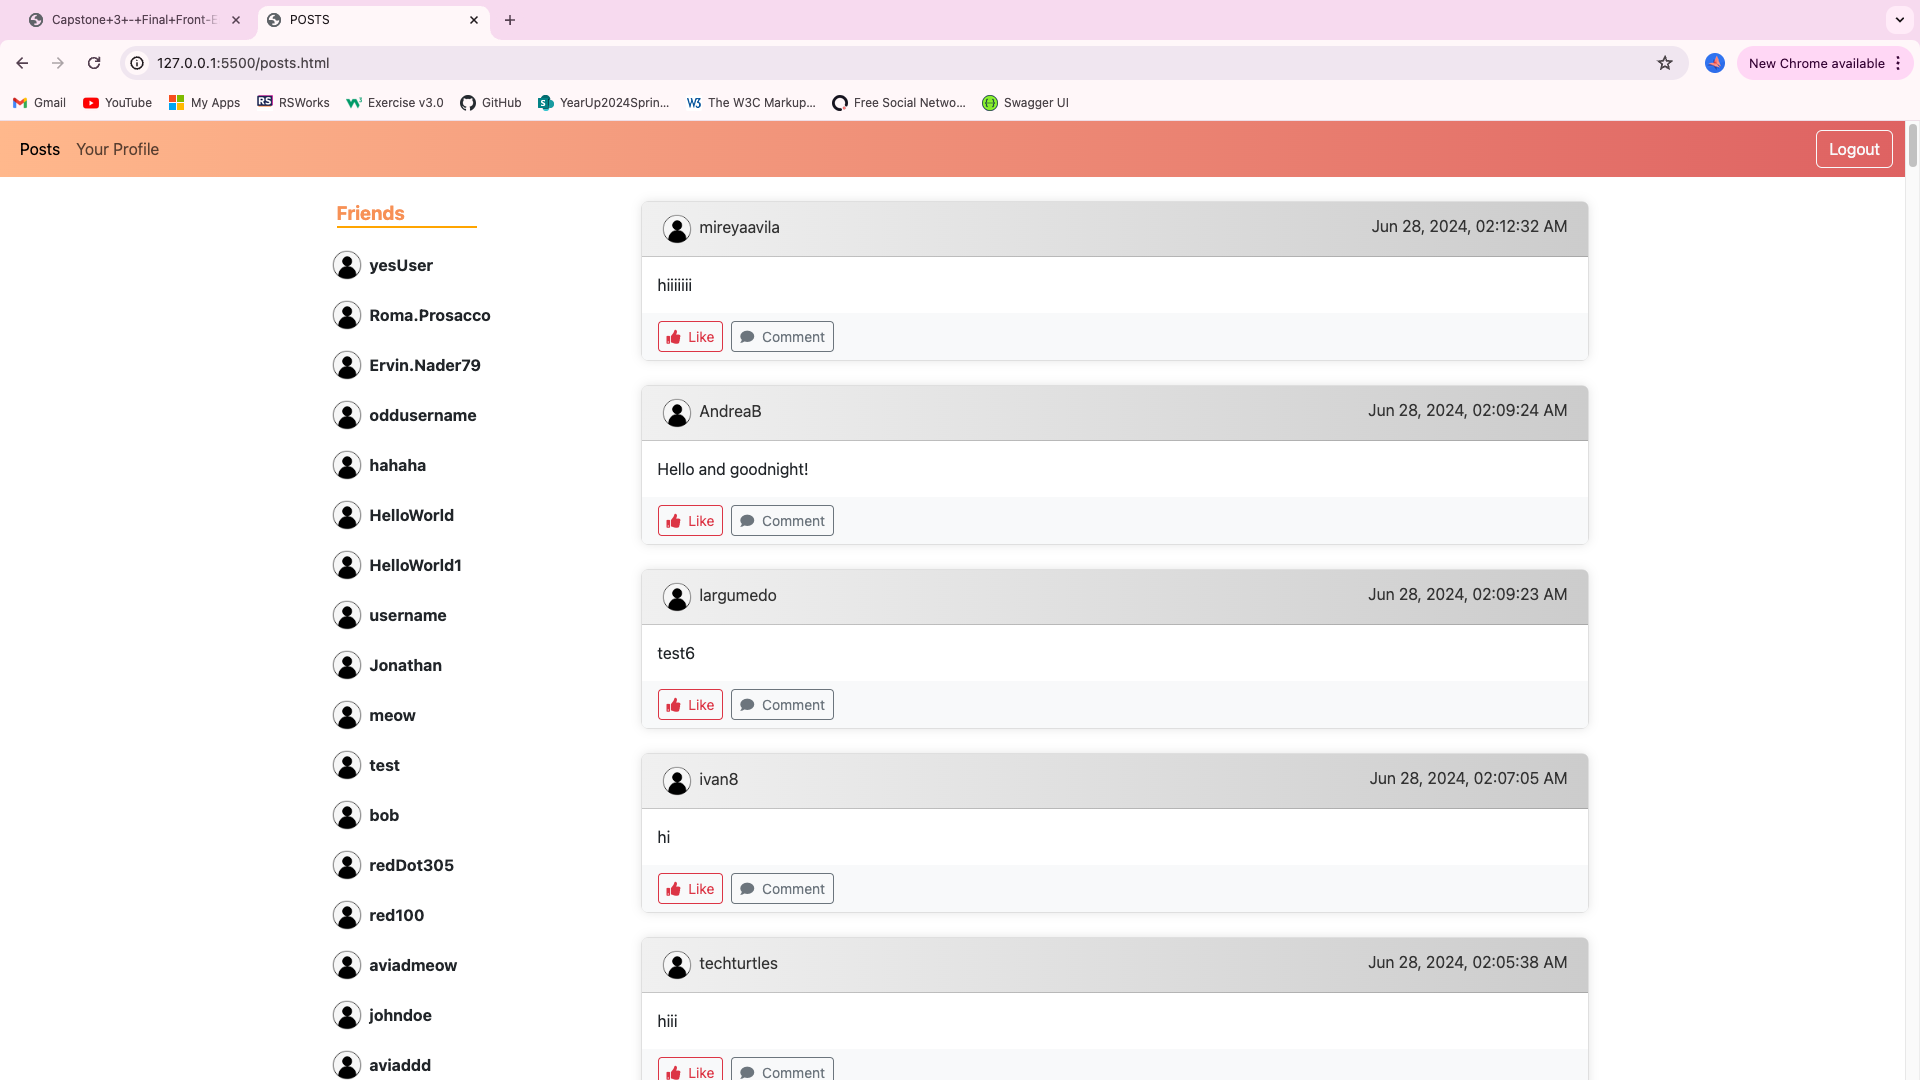 Capstone+3+-+Final+Front-E
POSTS
127.0.0.1:5500/posts.html
New Chrome available
Gmail
YouTube
My Apps
RS RSWorks
Exercise v3.0
GitHub
YearUp2024Sprin...
The W3C Markup...
Free Social Netwo...
Swagger UI
Posts Your Profile
Logout
Friends
yesUser
Roma.Prosacco
Ervin.Nader79
oddusername
hahaha
HelloWorld
HelloWorld1
username
Jonathan
meow
test
bob
redDot305
red100
aviadmeow
johndoe
aviaddd
mireyaavila Jun 28, 2024, 02:12:32 AM
hiiiiiiii
Like Comment
AndreaB Jun 28, 2024, 02:09:24 AM
Hello and goodnight!
Like Comment
largumedo Jun 28, 2024, 02:09:23 AM
test6
Like Comment
ivan8 Jun 28, 2024, 02:07:05 AM
hi
Like Comment
techturtles Jun 28, 2024, 02:05:38 AM
hiii
Like Comment